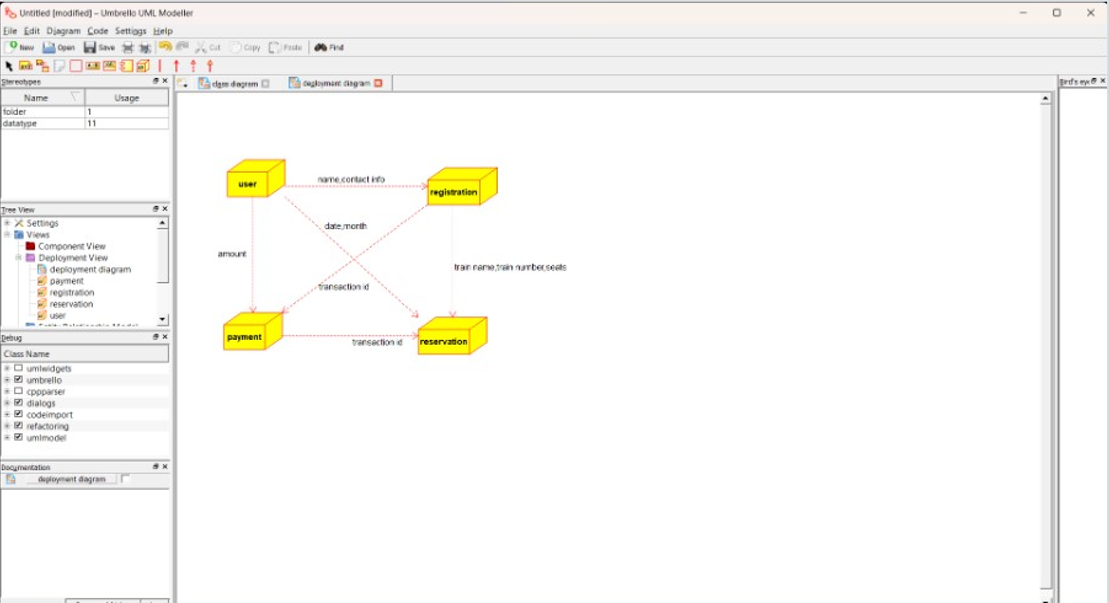 Untitled [modified] – Umbrello UML Modeller
File Edit Diagram Code Settings Help
New Open Save Cut Copy Paste Find
Stereotypes
Name Usage
folder 1
datatype 11
Tree View
Settings
Views
Component View
Deployment View
deployment diagram
payment
registration
reservation
user
Debug
Class Name
umlwidgets
umbrello
cppparser
dialogs
codeimport
refactoring
umlmodel
Documentation
deployment diagram
class diagram
deployment diagram
Bird's eye
user
name,contact info
registration
date,month
amount
train name,train number,seats
transaction id
payment
transaction id
reservation